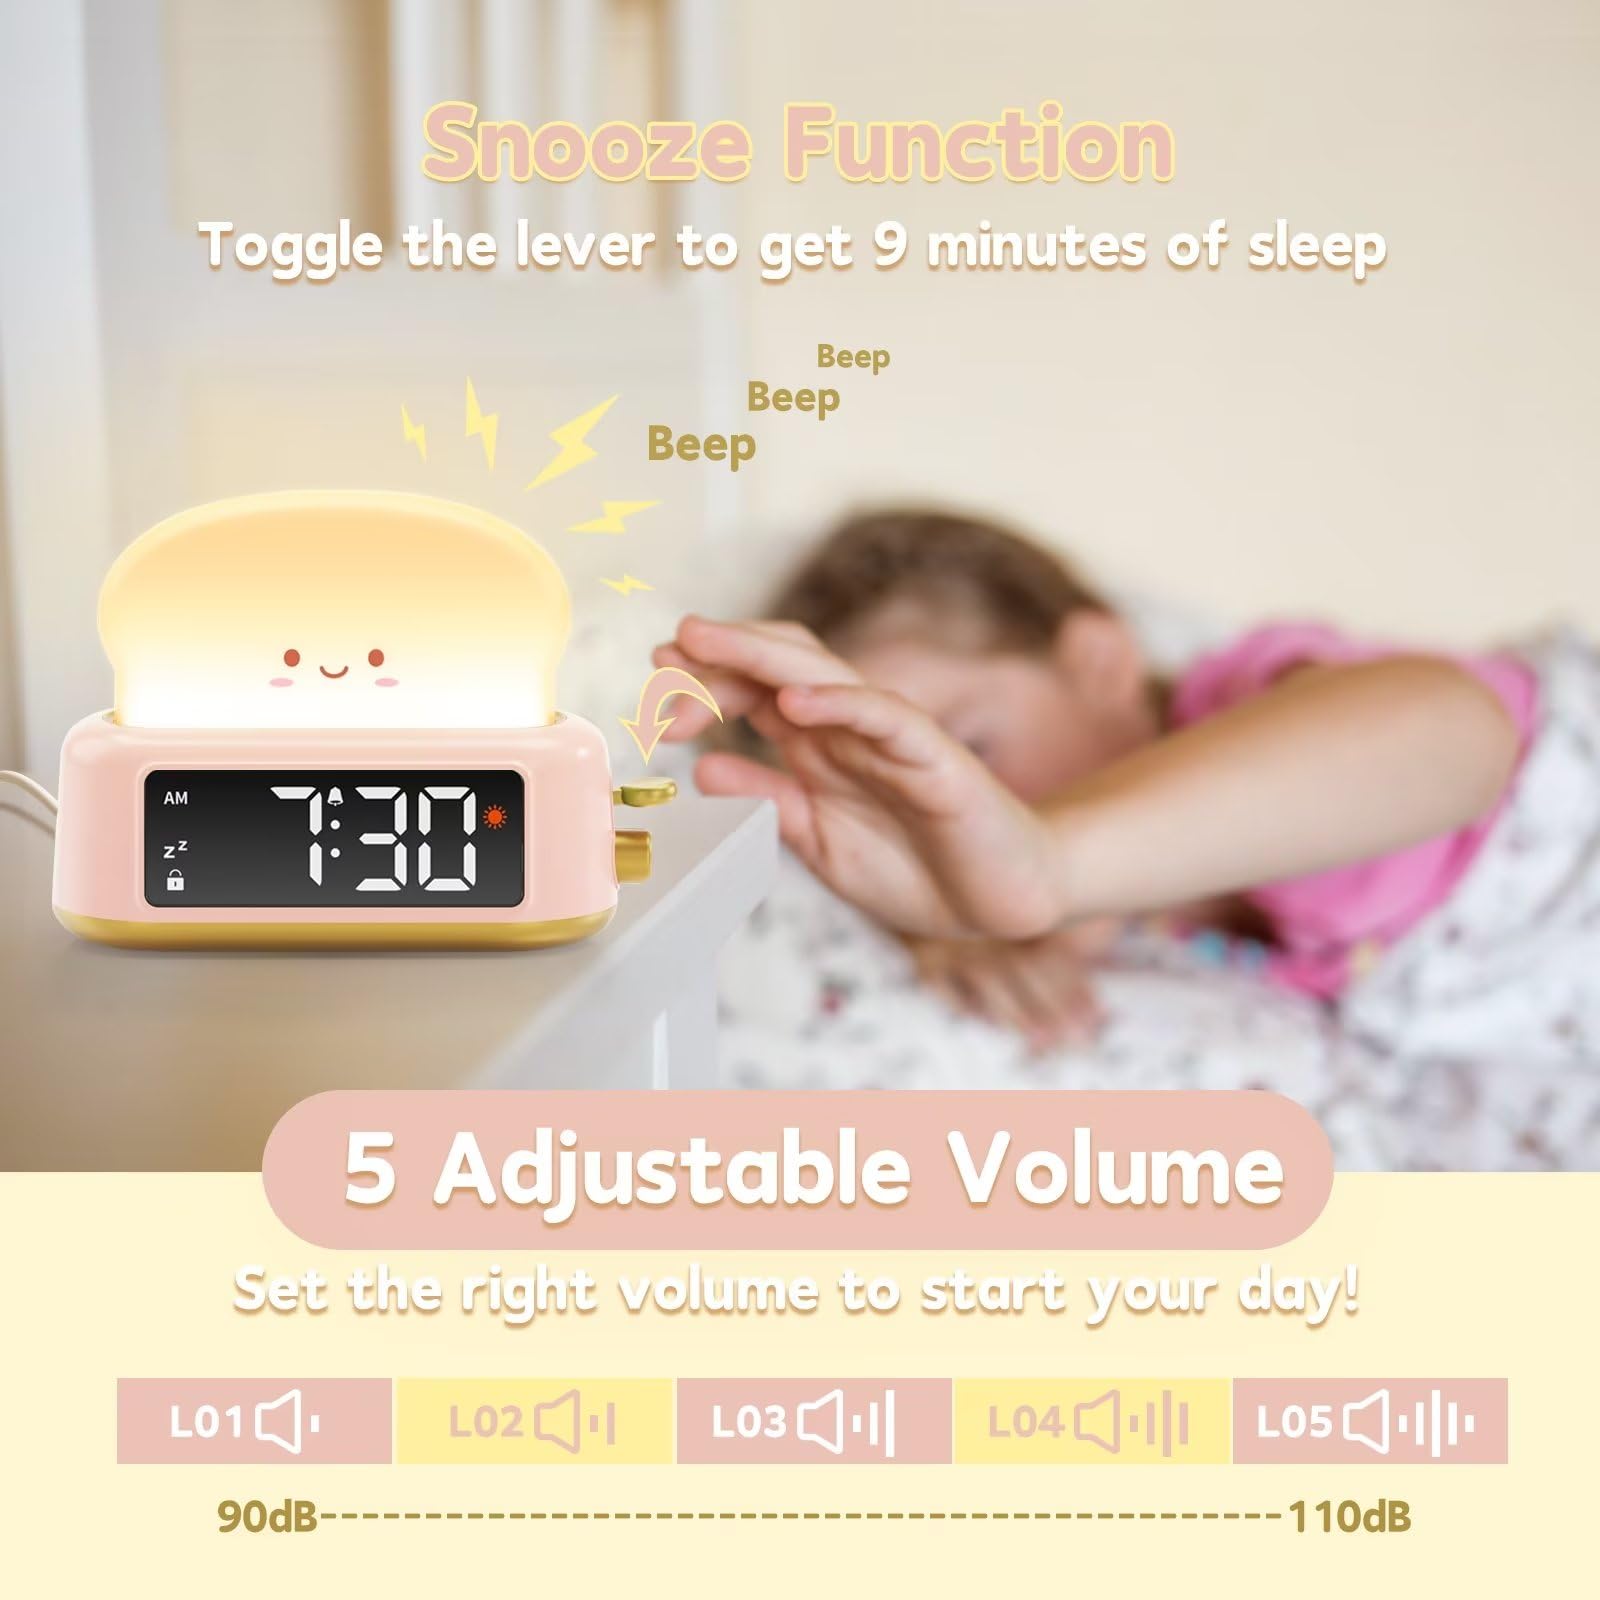 Snooze Function
Toggle the lever to get 9 minutes of sleep
Beep
Beep
Beep
AM
7:30
zz
5 Adjustable Volume
Set the right volume to start your day!
L01 L02 L03 L04 L05
90dB 110dB